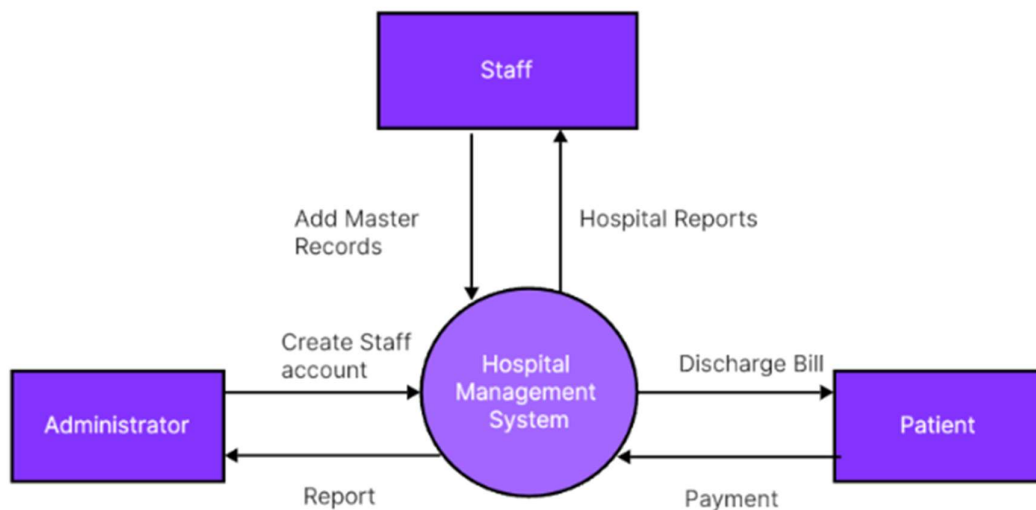 Staff
Add Master
Records
Hospital Reports
Create Staff
account
Hospital
Management
System
Discharge Bill
Administrator
Patient
Report
Payment